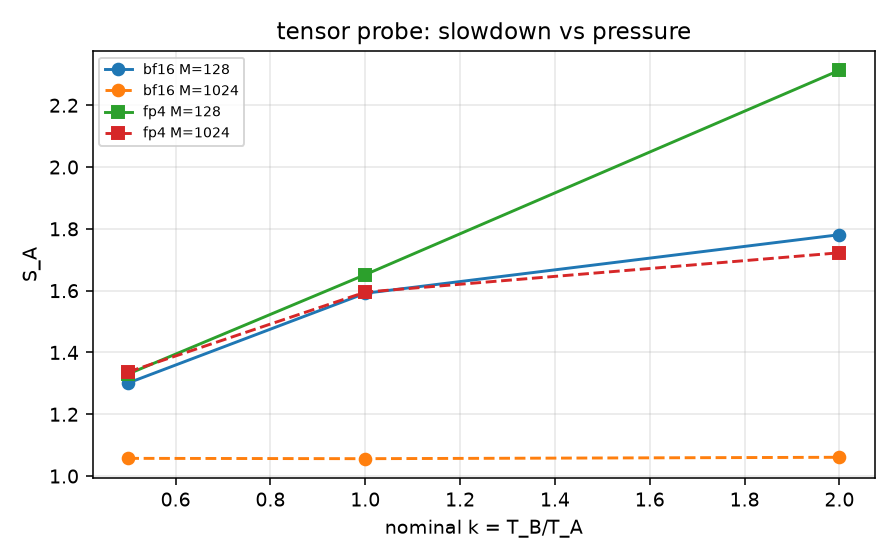 tensor probe: slowdown vs pressure
bf16 M=128
bf16 M=1024
fp4 M=128
fp4 M=1024
2.2
2.0
1.8
1.6
1.4
1.2
1.0
S_A
0.6 0.8 1.0 1.2 1.4 1.6 1.8 2.0
nominal k = T_B/T_A